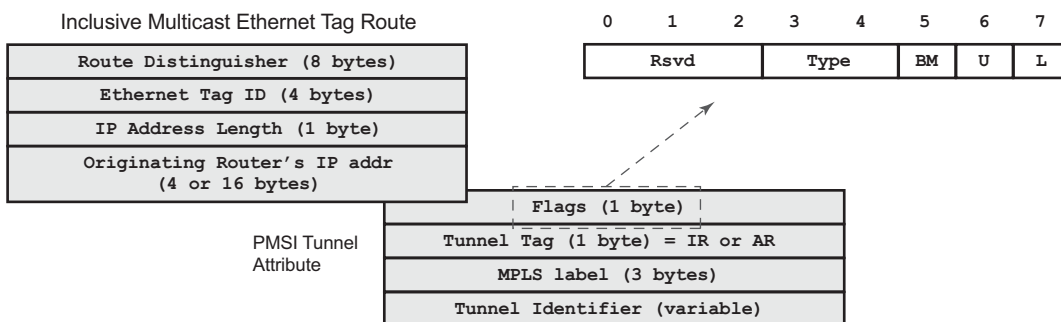 Inclusive Multicast Ethernet Tag Route
Route Distinguisher (8 bytes)
Ethernet Tag ID (4 bytes)
IP Address Length (1 byte)
Originating Router's IP addr
(4 or 16 bytes)
0 1 2 3 4 5 6 7
Rsvd Type BM U L
PMSI Tunnel
Attribute
Flags (1 byte)
Tunnel Tag (1 byte) = IR or AR
MPLS label (3 bytes)
Tunnel Identifier (variable)